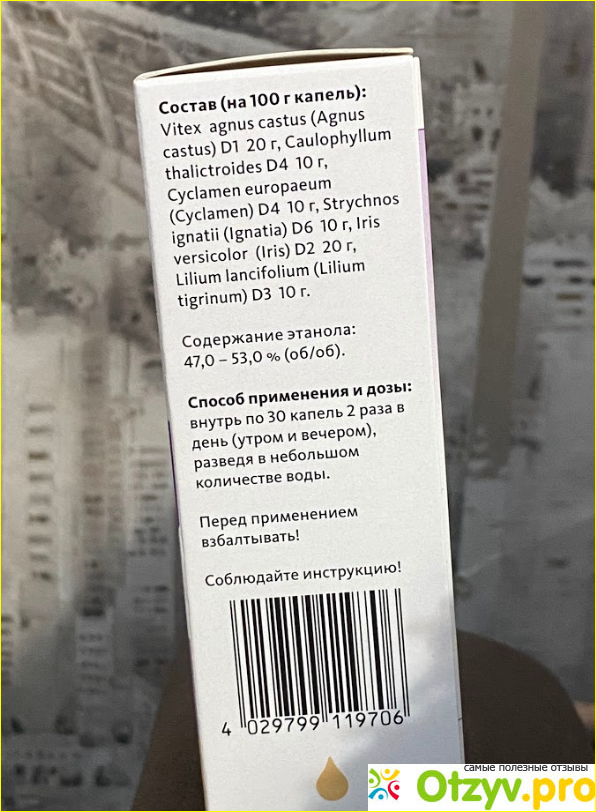 Состав (на 100 г капель):
Vitex agnus castus (Agnus
castus) D1 20 г, Caulophyllum
thalictroides D4 10 г,
Cyclamen europaeum
(Cyclamen) D4 10 г, Strychnos
ignatii (Ignatia) D6 10 г, Iris
versicolor (Iris) D2 20 г,
Lilium lancifolium (Lilium
tigrinum) D3 10 г.
Содержание этанола:
47,0 – 53,0 % (об/об).
Способ применения и дозы:
внутрь по 30 капель 2 раза в
день (утром и вечером),
разведя в небольшом
количестве воды.
Перед применением
взбалтывать!
Соблюдайте инструкцию!
4 029799 119706
самые полезные отзывы
Otzyv.pro